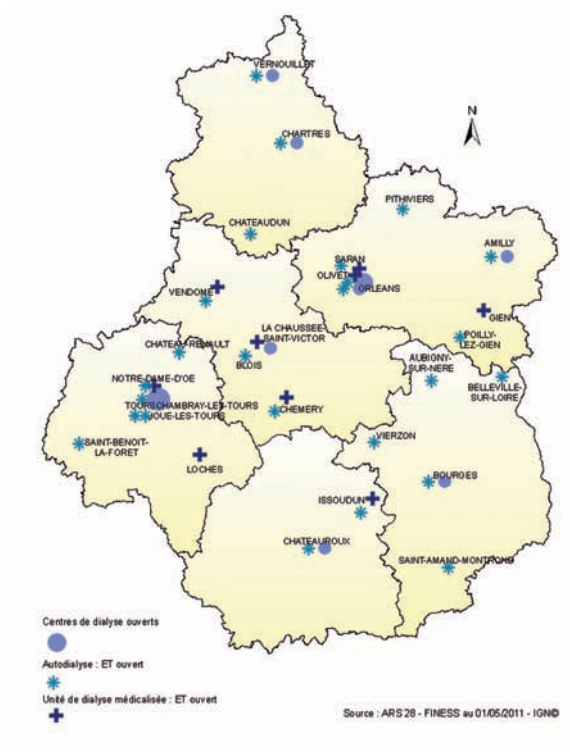 VERNOUILLET
N
CHARTRES
PITHIVIERS
CHATEAUDUN
AMILLY
SARAN
OLIVET
ORLEANS
VENDOME
GIEN
LA CHAUSSEE-
SAINT-VICTOR
POILLY-
LEZ-GIEN
CHATEAU-RENAULT
BLOIS
AUBIGNY-
SUR-NERE
BELLEVILLE-
SUR-LOIRE
NOTRE-DAME-D'OE
CHEMERY
TOURS
CHAMBRAY-LES-TOURS
JOUE-LES-TOURS
VIERZON
SAINT-BENOIT-
LA-FORET
LOCHES
BOURGES
ISSOUDUN
CHATEAUROUX
SAINT-AMAND-MONTROND
Centres de dialyse ouverts
Autodialyse : ET ouvert
Unité de dialyse médicalisée : ET ouvert
Source : ARS 28 - FINESS au 01/05/2011 - IGN©